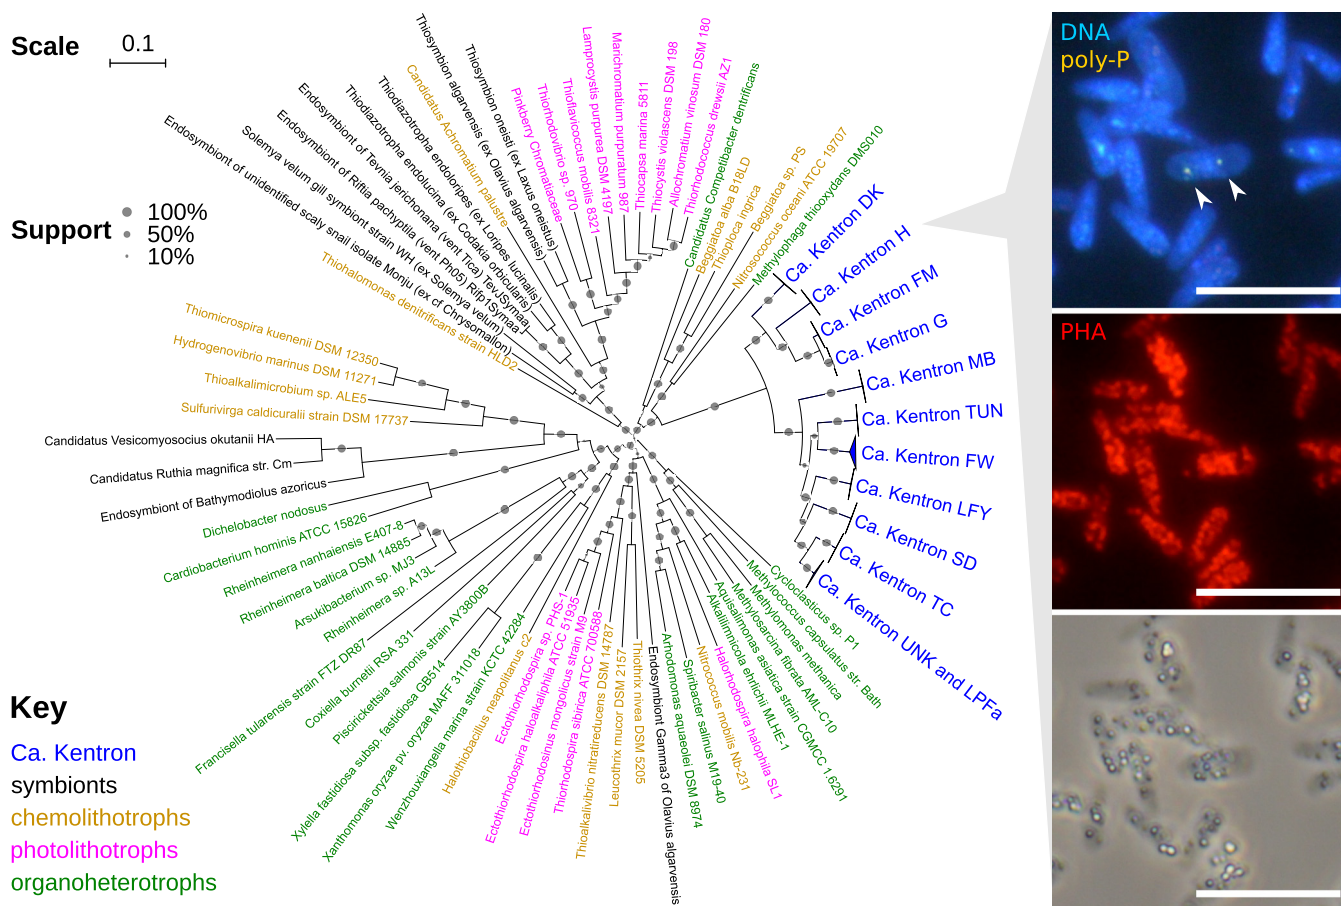 Scale
0.1
Support
100%
50%
10%
Thiosymbion algarvensis (ex Olavius algarvensis)
Thiosymbion oneisti (ex Laxus oneistus)
Candidatus Achromatium palustre
Thiodiazotropha endoloripes (ex Loripes lucinalis)
Thiodiazotropha endolucina (ex Codakia orbicularis)
Endosymbiont of Tevnia jerichonana (vent Tica) TevJSymaa
Endosymbiont of Riftia pachyptila (vent Ph05) Rifp1Symaa
Solemya velum gill symbiont strain WH (ex Solemya velum)
Endosymbiont of unidentified scaly snail isolate Monju (ex cf Chrysomallon)
Thiohalomonas denitrificans strain HLD2
Pinkberry Chromatiaceae
Thiorhodovibrio sp. 970
Thioflavicoccus mobilis 8321
Lamprocystis purpurea DSM 4197
Marichromatium purpuratum 987
Thiocapsa marina 5811
Thiocystis violascens DSM 198
Allochromatium vinosum DSM 180
Thiorhodococcus drewsii AZ1
Candidatus Competibacter dentrificans
Beggiatoa alba B18LD
Thioploca ingrica
Beggiatoa sp. PS
Nitrosococcus oceani ATCC 19707
Methylophaga thiooxydans DMS010
Ca. Kentron DK
Ca. Kentron H
Ca. Kentron FM
Ca. Kentron G
Ca. Kentron MB
Ca. Kentron TUN
Ca. Kentron FW
Ca. Kentron LFY
Ca. Kentron SD
Ca. Kentron TC
Ca. Kentron UNK and LPFa
Cycloclasticus sp. P1
Methylococcus capsulatus str. Bath
Methylomonas methanica
Methylosarcina fibrata AML-C10
Aquisalimonas asiatica strain CGMCC 1.6291
Alkalilimnicola ehrlichii MLHE-1
Halorhodospira halophila SL1
Nitrococcus mobilis Nb-231
Spiribacter salinus M19-40
Arhodomonas aquaeolei DSM 8974
Endosymbiont Gamma3 of Olavius algarvensis
Thiothrix nivea DSM 5205
Leucothrix mucor DSM 2157
Thioalkalivibrio nitratireducens DSM 14787
Thiorhodospira sibirica ATCC 700588
Ectothiorhodosinus mongolicus strain M9
Ectothiorhodospira haloalkaliphila ATCC 51935
Ectothiorhodospira sp. PHS-1
Halothiobacillus neapolitanus c2
Wenzhouxiangella marina strain KCTC 42284
Xanthomonas oryzae pv. oryzae MAFF 311018
Xylella fastidiosa subsp. fastidiosa GB514
Piscirickettsia salmonis strain AY3800B
Coxiella burnetii RSA 331
Francisella tularensis strain FTZ DR87
Rheinheimera sp. A13L
Arsukibacterium sp. MJ3
Rheinheimera baltica DSM 14885
Rheinheimera nanhaiensis E407-8
Cardiobacterium hominis ATCC 15826
Dichelobacter nodosus
Endosymbiont of Bathymodiolus azoricus
Candidatus Ruthia magnifica str. Cm
Candidatus Vesicomyosocius okutanii HA
Sulfurivirga caldicuralii strain DSM 17737
Thioalkalimicrobium sp. ALE5
Hydrogenovibrio marinus DSM 11271
Thiomicrospira kuenenii DSM 12350
Key
Ca. Kentron
symbionts
chemolithotrophs
photolithotrophs
organoheterotrophs
DNA
poly-P
PHA